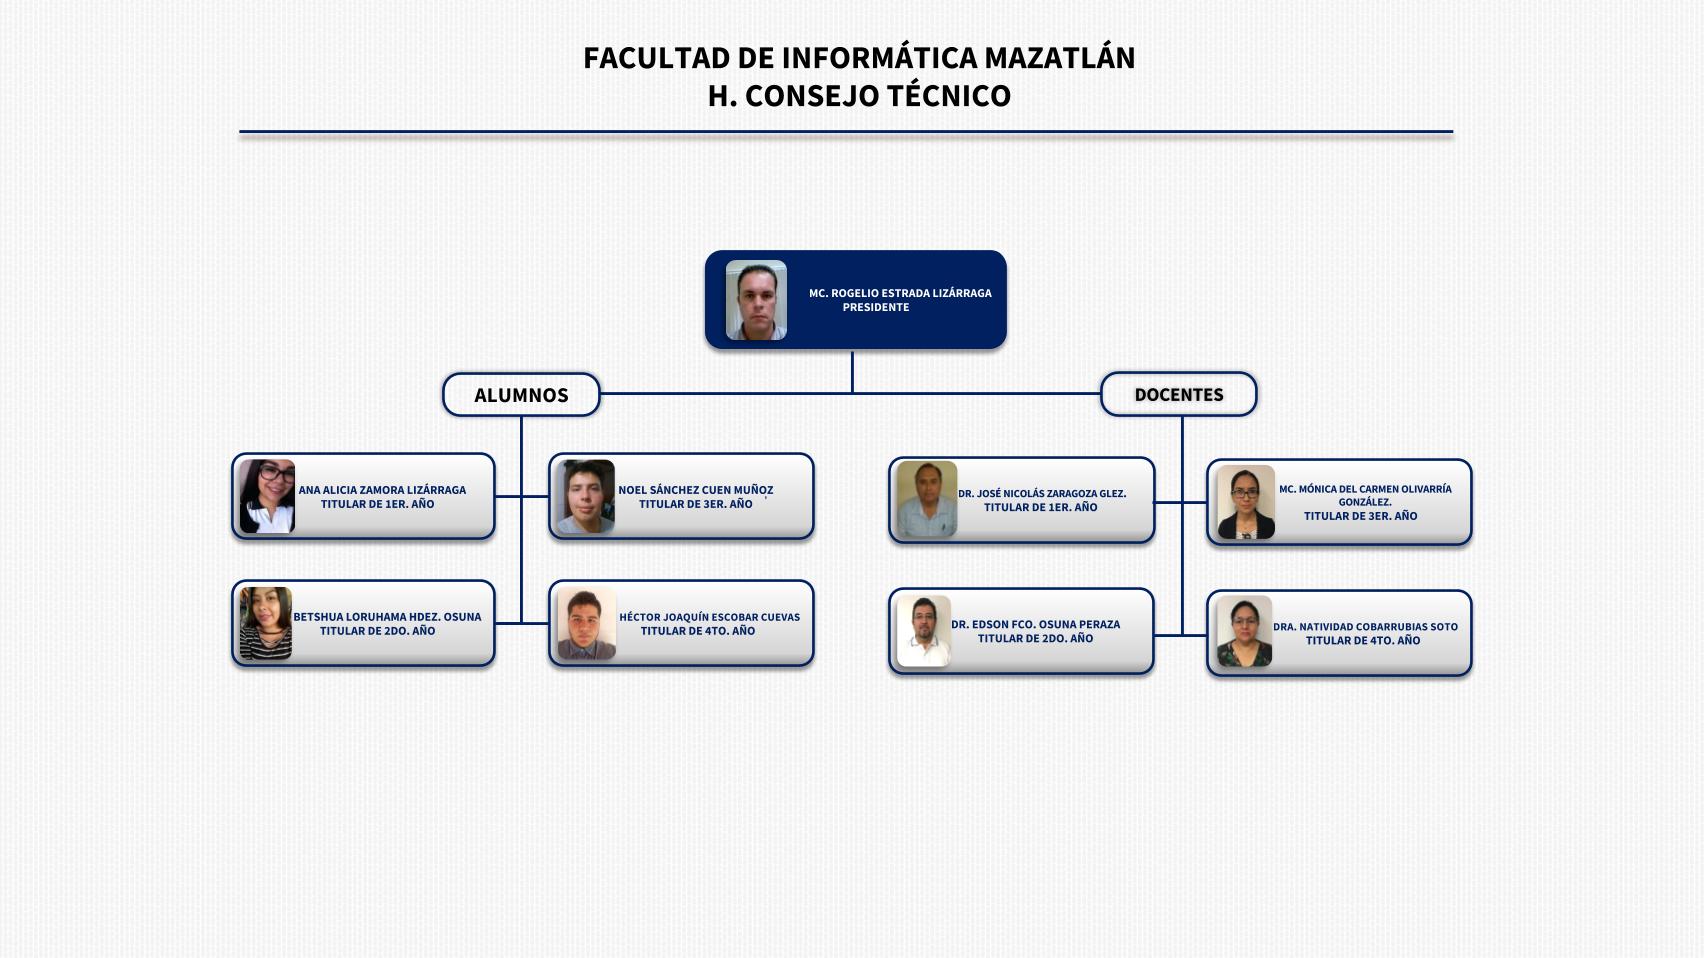 FACULTAD DE INFORMÁTICA MAZATLÁN
H. CONSEJO TÉCNICO
MC. ROGELIO ESTRADA LIZÁRRAGA
PRESIDENTE
ALUMNOS
DOCENTES
ANA ALICIA ZAMORA LIZÁRRAGA
TITULAR DE 1ER. AÑO
NOEL SÁNCHEZ CUEN MUÑOZ
TITULAR DE 3ER. AÑO
DR. JOSÉ NICOLÁS ZARAGOZA GLEZ.
TITULAR DE 1ER. AÑO
MC. MÓNICA DEL CARMEN OLIVARRÍA
GONZÁLEZ.
TITULAR DE 3ER. AÑO
BETSHUA LORUHAMA HDEZ. OSUNA
TITULAR DE 2DO. AÑO
HÉCTOR JOAQUÍN ESCOBAR CUEVAS
TITULAR DE 4TO. AÑO
DR. EDSON FCO. OSUNA PERAZA
TITULAR DE 2DO. AÑO
DRA. NATIVIDAD COBARRUBIAS SOTO
TITULAR DE 4TO. AÑO